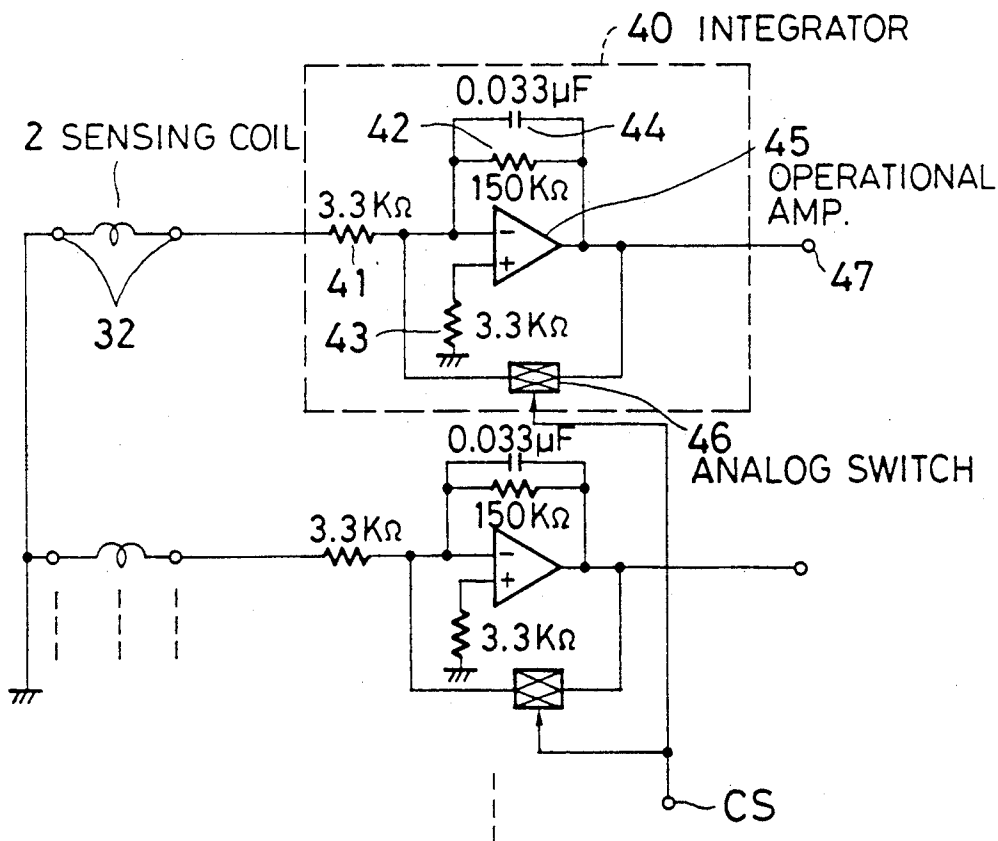 40 INTEGRATOR
0.033µF
42
44
2 SENSING COIL
45
OPERATIONAL
AMP.
150KΩ
3.3KΩ
−
+
41
47
32
43
3.3KΩ
46
ANALOG SWITCH
0.033µF
150KΩ
3.3KΩ
−
+
3.3KΩ
CS